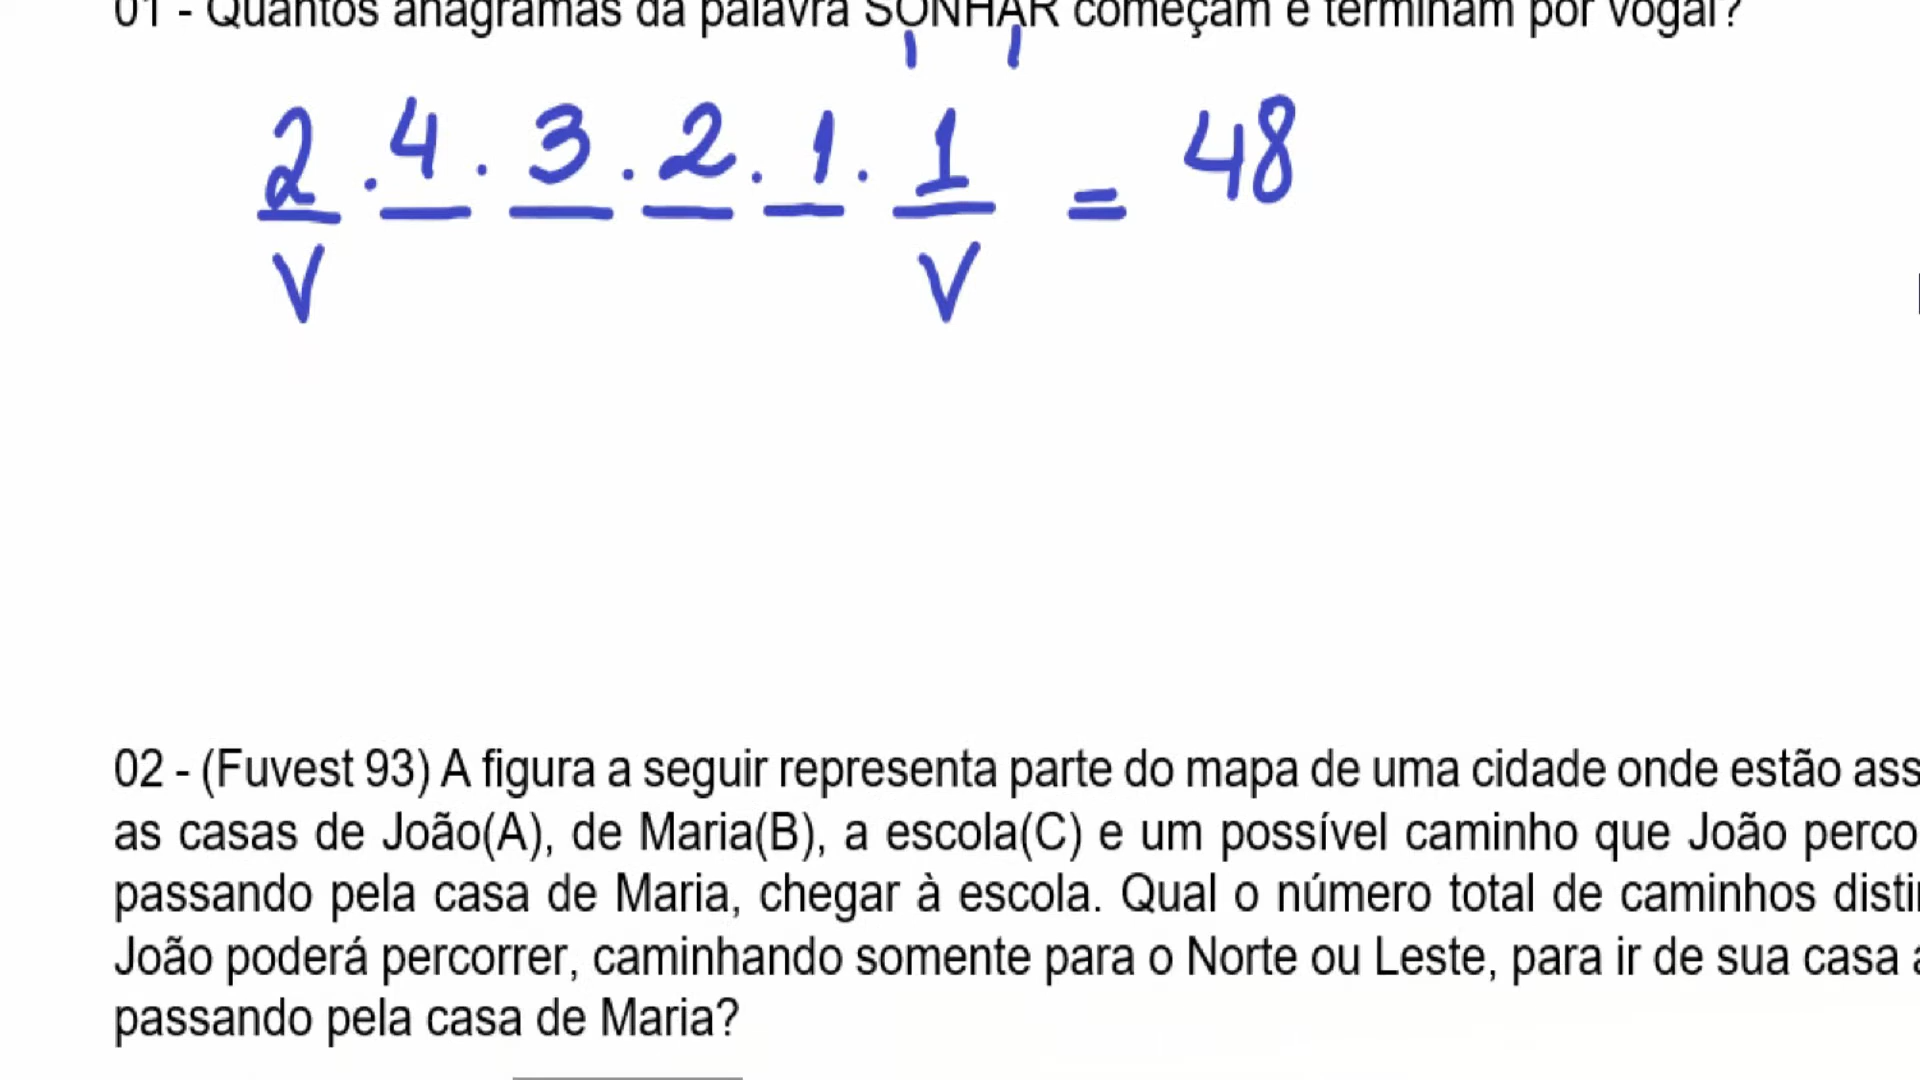 01 - Quantos anagramas da palavra SONHAR começam e terminam por vogal?
2 . 4 . 3 . 2 . 1 . 1 = 48
V V
02 - (Fuvest 93) A figura a seguir representa parte do mapa de uma cidade onde estão
as casas de João(A), de Maria(B), a escola(C) e um possível caminho que João
passando pela casa de Maria, chegar à escola. Qual o número total de caminhos
João poderá percorrer, caminhando somente para o Norte ou Leste, para ir de sua casa
passando pela casa de Maria?